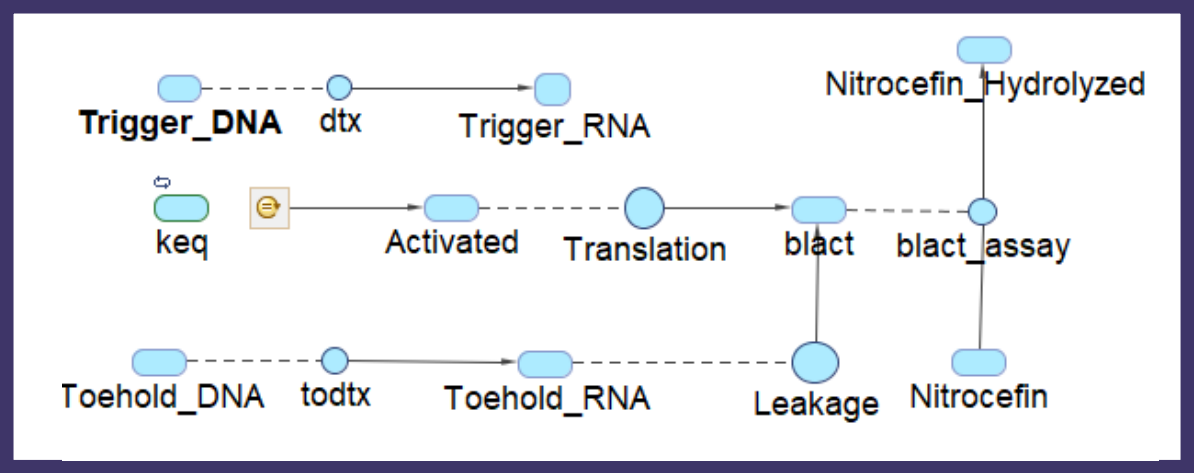 Nitrocefin_Hydrolyzed
Trigger_DNA
dtx
Trigger_RNA
keq
Activated
Translation
blact
blact_assay
Toehold_DNA
todtx
Toehold_RNA
Leakage
Nitrocefin